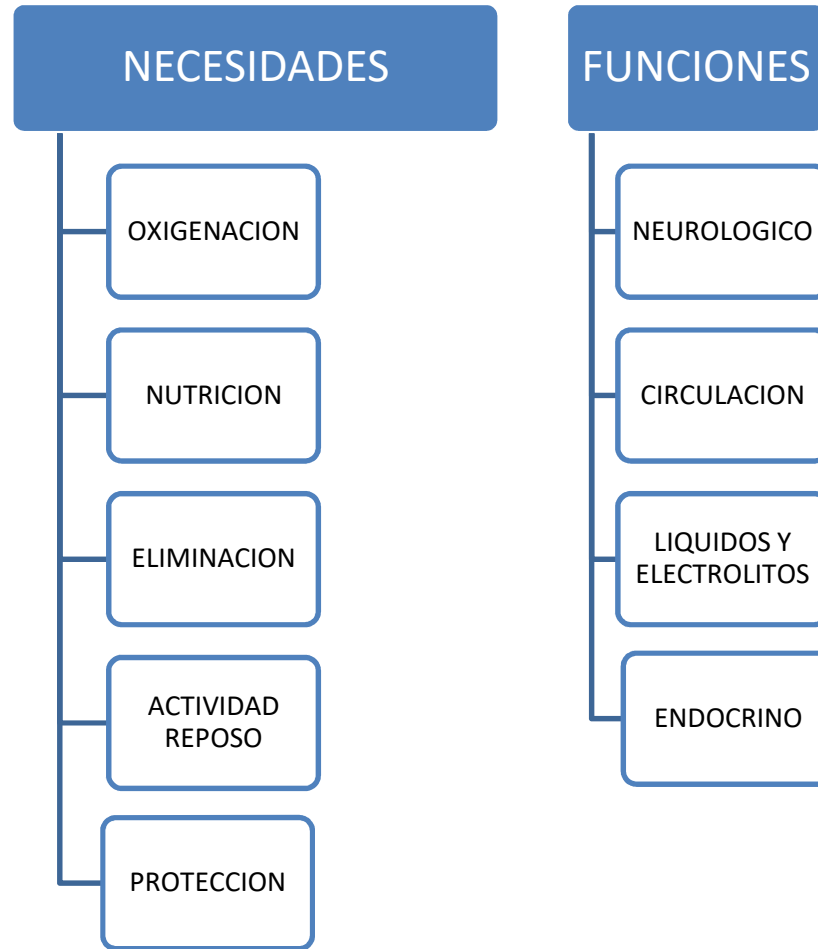 NECESIDADES
OXIGENACION
NUTRICION
ELIMINACION
ACTIVIDAD
REPOSO
PROTECCION
FUNCIONES
NEUROLOGICO
CIRCULACION
LIQUIDOS Y
ELECTROLITOS
ENDOCRINO